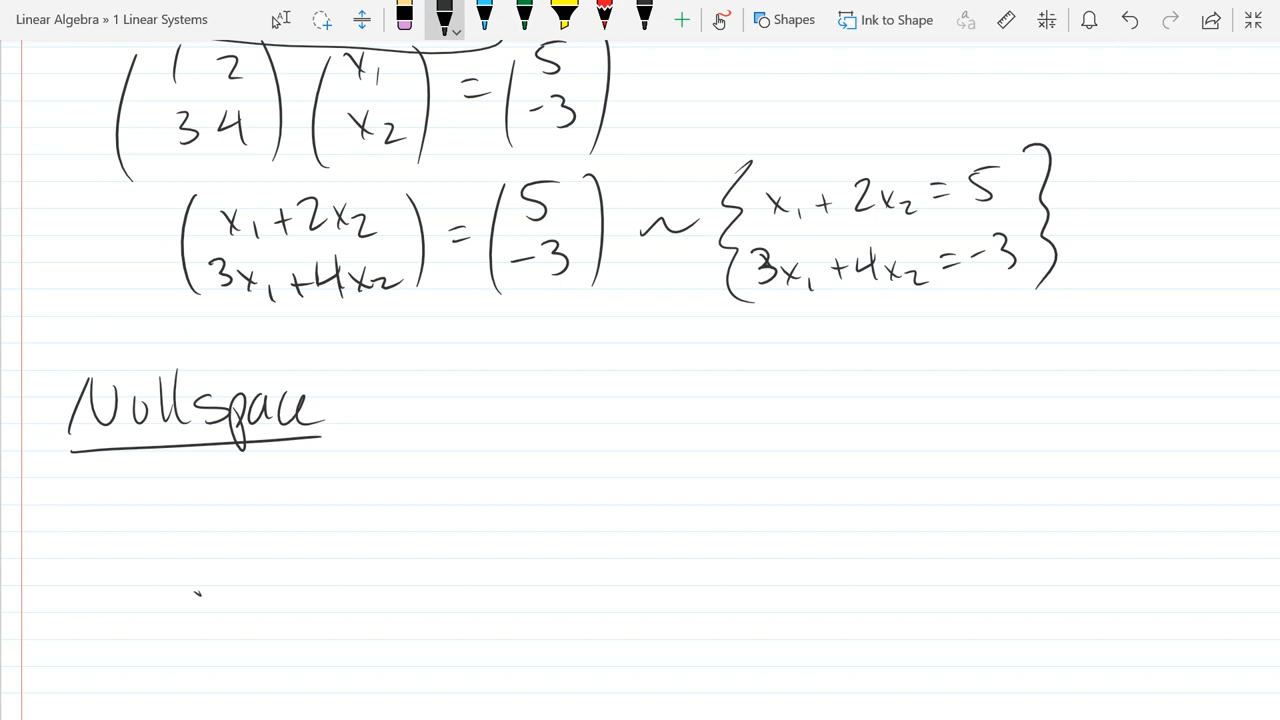 Linear Algebra » 1 Linear Systems Shapes Ink to Shape
( 1 2 ) ( x₁ ) = ( 5 )
( 3 4 ) ( x₂ ) ( -3 )
( x₁ + 2x₂ ) = ( 5 ) ~ { x₁ + 2x₂ = 5 }
( 3x₁ + 4x₂ ) ( -3 ) { 3x₁ + 4x₂ = -3 }
Nullspace